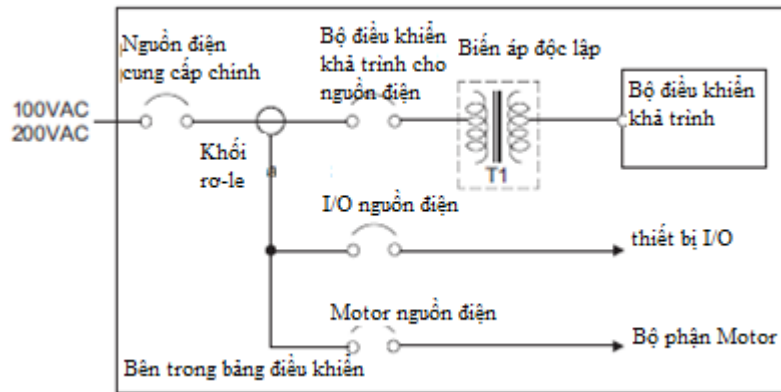 Nguồn điện
cung cấp chinh
Bộ điều khiển
khả trình cho
nguồn điện
Biến áp độc lập
Bộ điều khiển
khả trình
100VAC
200VAC
Khối
rơ-le
T1
I/O nguồn điện
thiết bị I/O
Motor nguồn điện
Bộ phận Motor
Bên trong bảng điều khiển